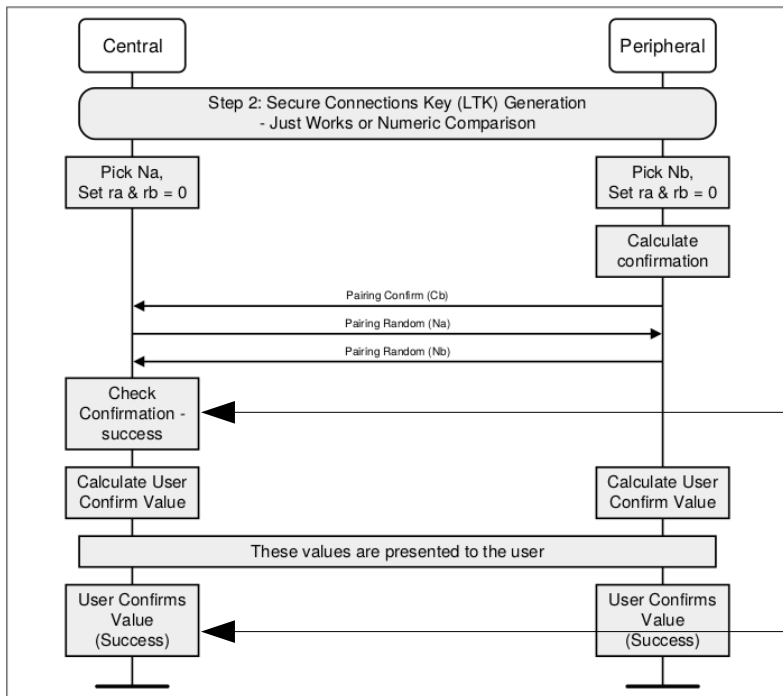 Central
Peripheral
Step 2: Secure Connections Key (LTK) Generation
- Just Works or Numeric Comparison
Pick Na,
Set ra & rb = 0
Pick Nb,
Set ra & rb = 0
Calculate
confirmation
Pairing Confirm (Cb)
Pairing Random (Na)
Pairing Random (Nb)
Check
Confirmation -
success
Calculate User
Confirm Value
Calculate User
Confirm Value
These values are presented to the user
User Confirms
Value
(Success)
User Confirms
Value
(Success)